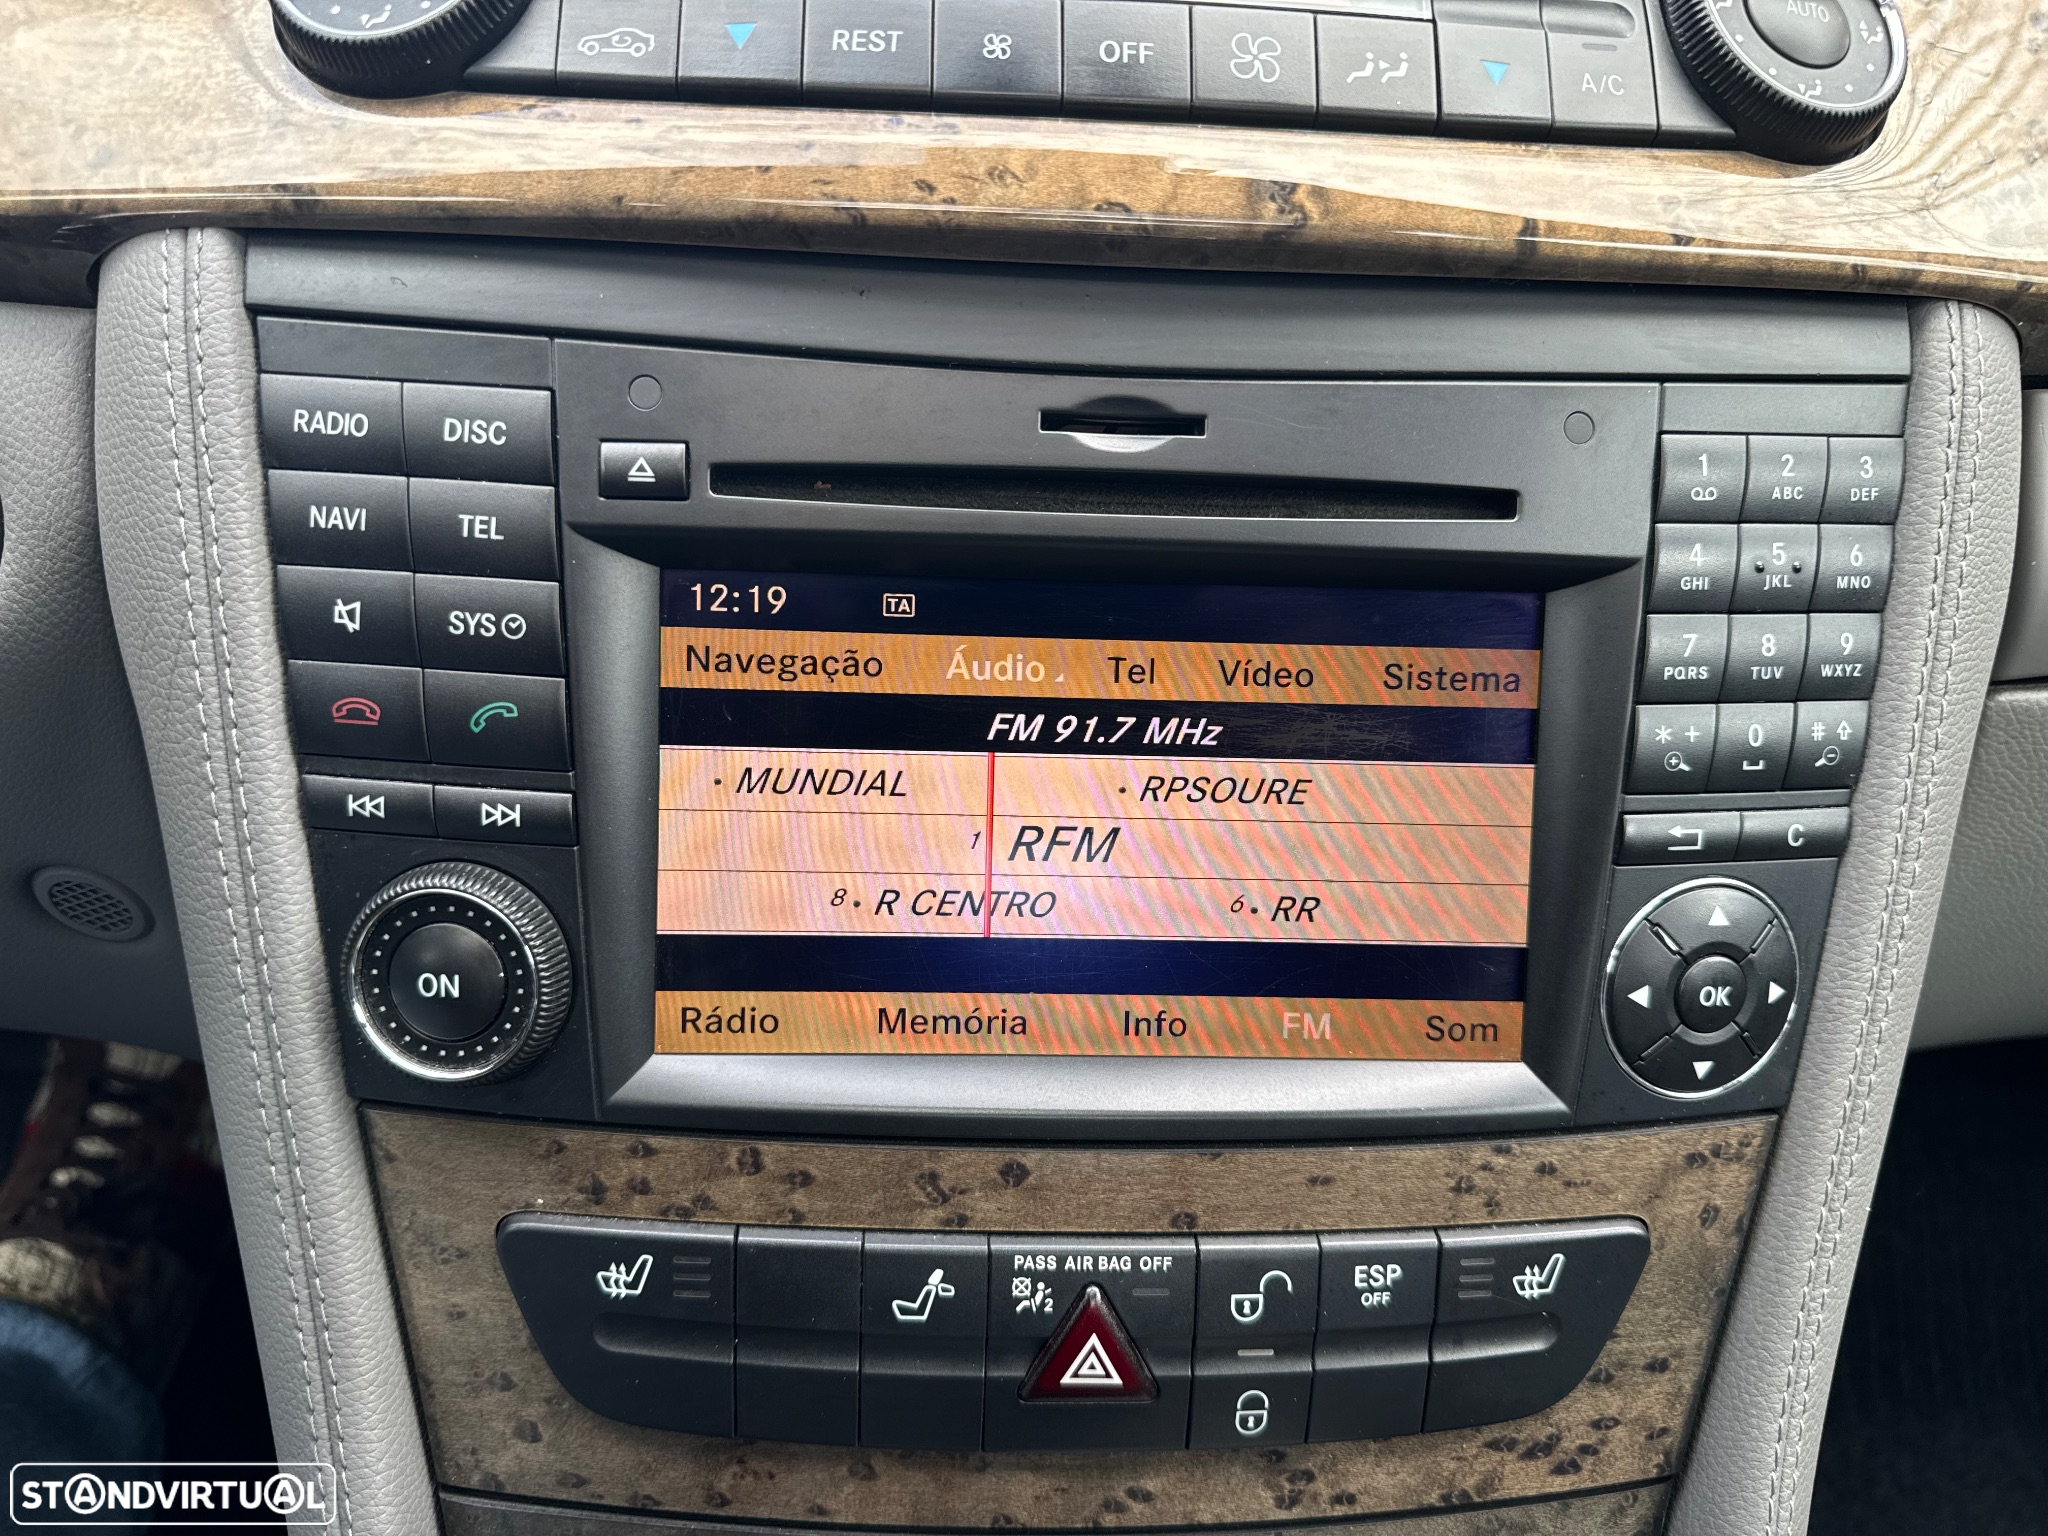 AUTO
REST
OFF
A/C
RADIO
DISC
NAVI
TEL
SYS
ON
1
2
ABC
3
DEF
4
GHI
5
JKL
6
MNO
7
PQRS
8
TUV
9
WXYZ
* +
0
#
C
OK
12:19 TA
Navegação Áudio Tel Vídeo Sistema
FM 91.7 MHz
• MUNDIAL • RPSOURE
1 RFM
8 • R CENTRO 6 • RR
Rádio Memória Info FM Som
PASS AIR BAG OFF
2
ESP
OFF
STANDVIRTUAL